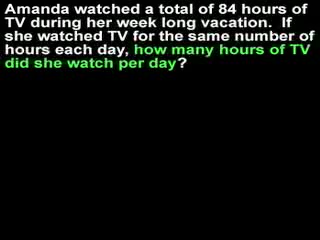 Amanda watched a total of 84 hours of
TV during her week long vacation.  If
she watched TV for the same number of
hours each day, how many hours of TV
did she watch per day?